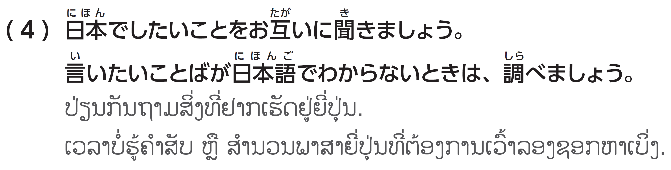 (4) 日本でしたいことをお互いに聞きましょう。
言いたいことばが日本語でわからないときは、調べましょう。
ປ່ຽນກັນຖາມສິ່ງທີ່ຢາກເຮັດຢູ່ຍີ່ປຸ່ນ.
ເວລາບໍ່ຮູ້ຄຳສັບ ຫຼື ສຳນວນພາສາຍີ່ປຸ່ນທີ່ຕ້ອງການເວົ້າລອງຊອກຫາເບິ່ງ.